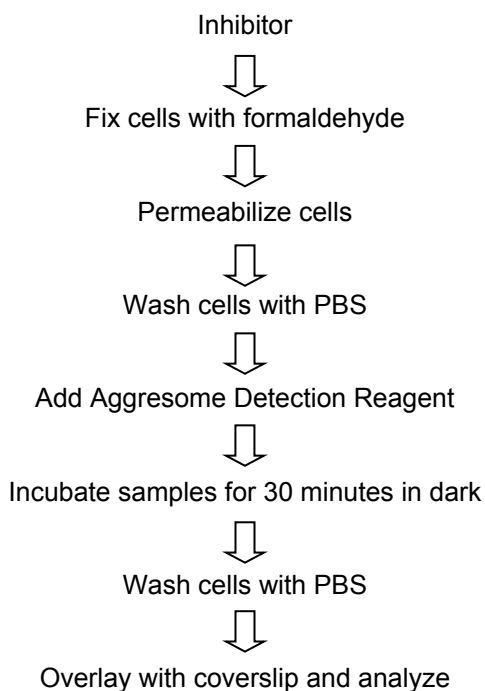 Inhibitor
Fix cells with formaldehyde
Permeabilize cells
Wash cells with PBS
Add Aggresome Detection Reagent
Incubate samples for 30 minutes in dark
Wash cells with PBS
Overlay with coverslip and analyze